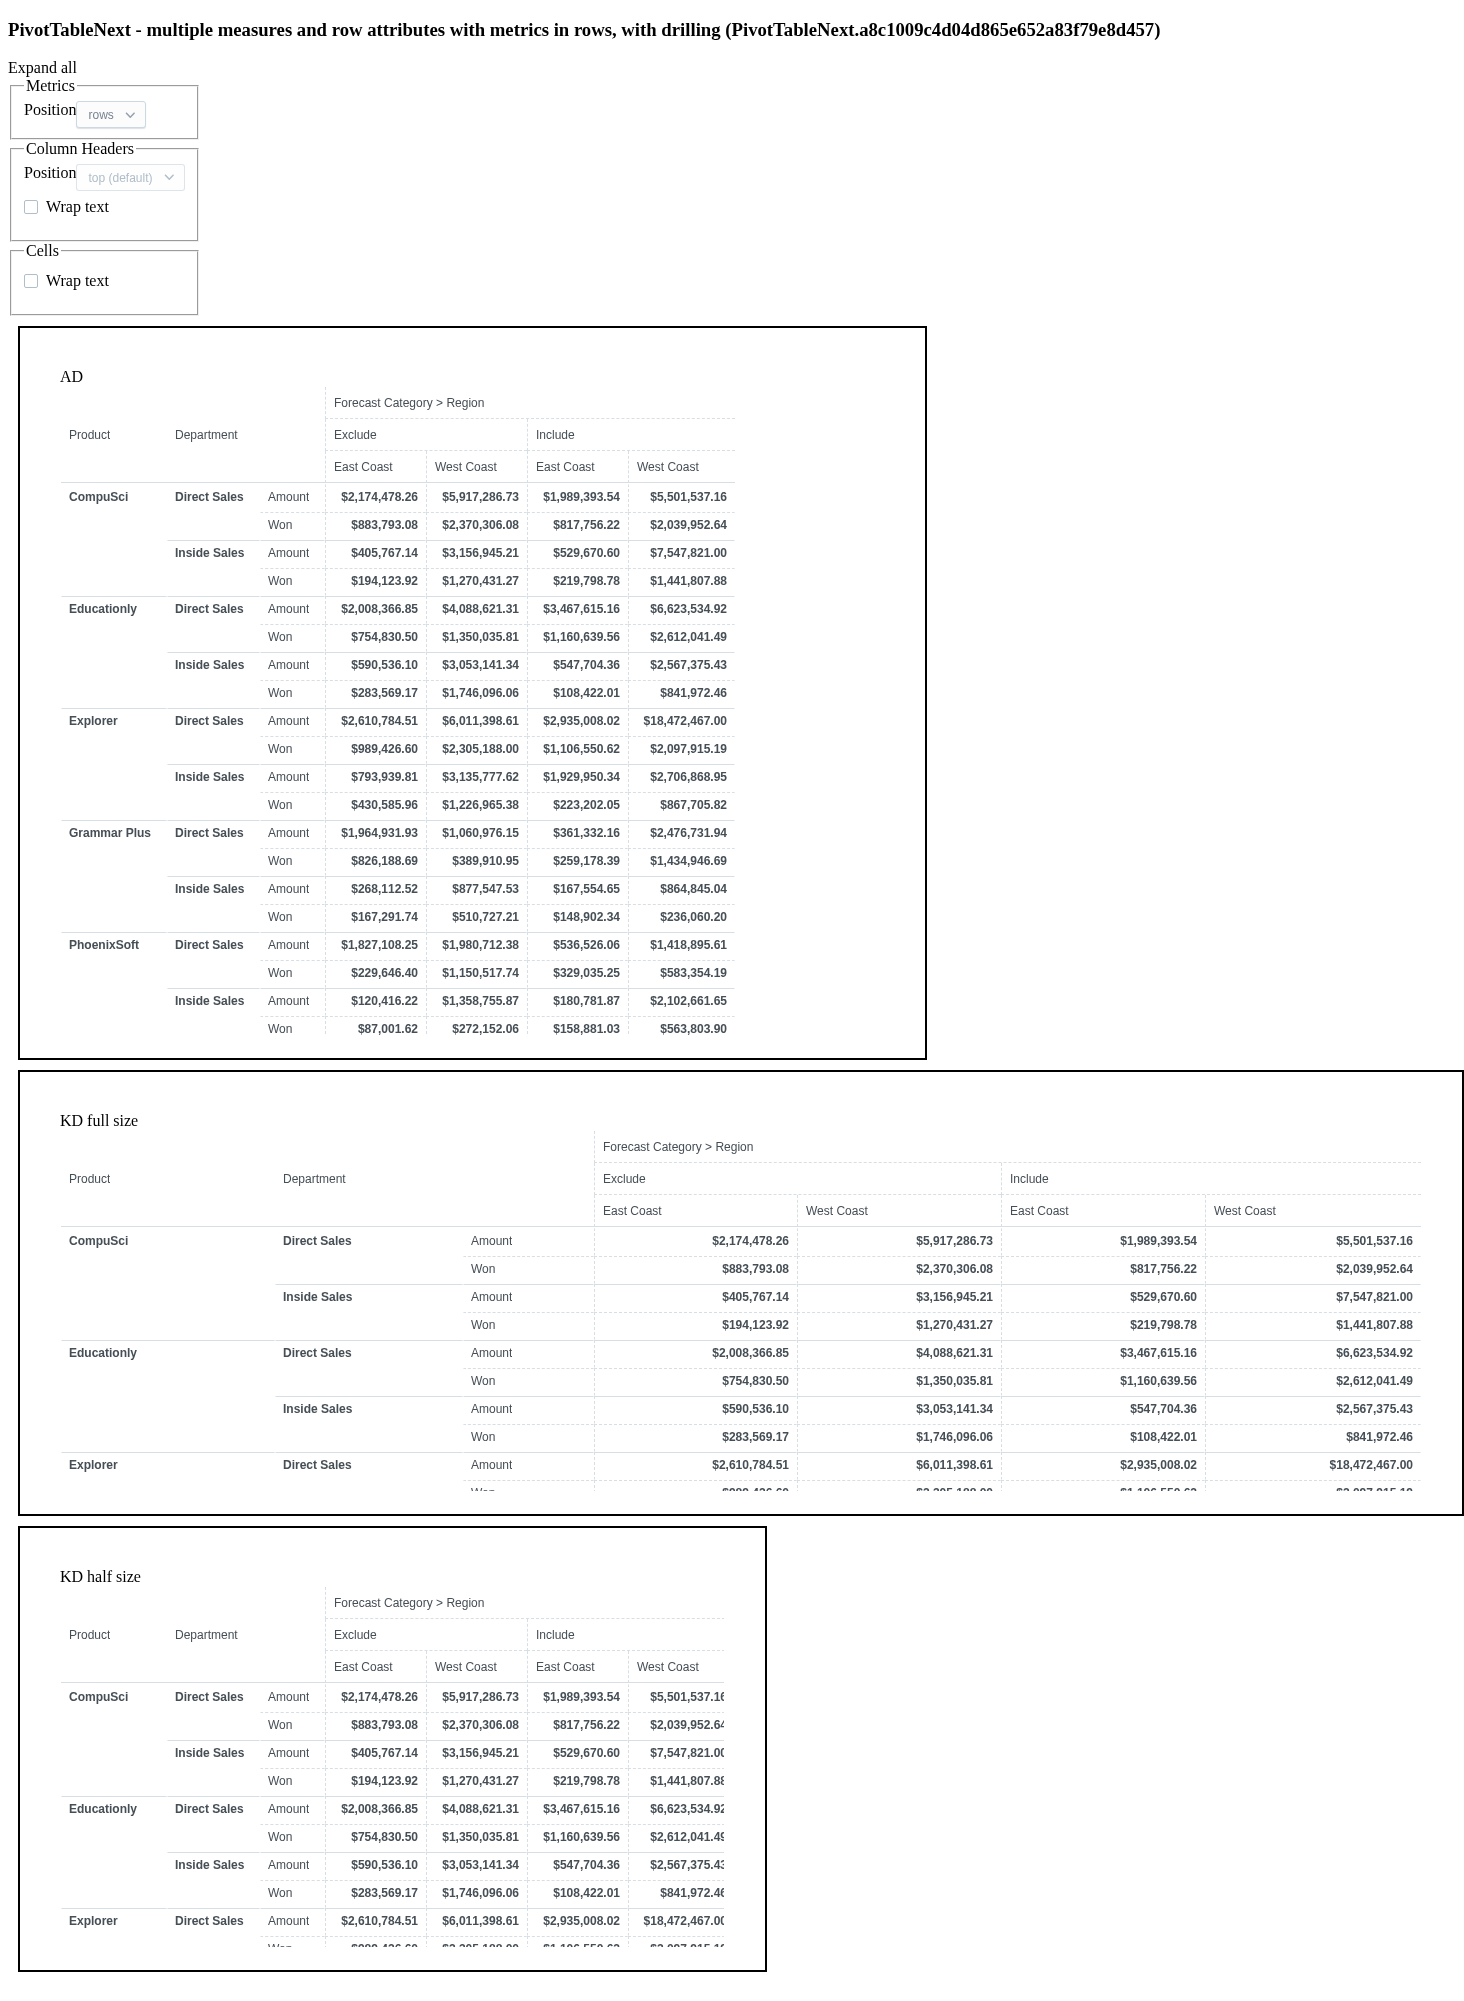 PivotTableNext - multiple measures and row attributes with metrics in rows, with drilling (PivotTableNext.a8c1009c4d04d865e652a83f79e8d457)
Expand all
Metrics
Position rows
Column Headers
Position top (default)
Wrap text
Cells
Wrap text
AD
Forecast Category > Region
Product Department Exclude Include
East Coast West Coast East Coast West Coast
CompuSci Direct Sales Amount $2,174,478.26 $5,917,286.73 $1,989,393.54 $5,501,537.16
Won $883,793.08 $2,370,306.08 $817,756.22 $2,039,952.64
Inside Sales Amount $405,767.14 $3,156,945.21 $529,670.60 $7,547,821.00
Won $194,123.92 $1,270,431.27 $219,798.78 $1,441,807.88
Educationly Direct Sales Amount $2,008,366.85 $4,088,621.31 $3,467,615.16 $6,623,534.92
Won $754,830.50 $1,350,035.81 $1,160,639.56 $2,612,041.49
Inside Sales Amount $590,536.10 $3,053,141.34 $547,704.36 $2,567,375.43
Won $283,569.17 $1,746,096.06 $108,422.01 $841,972.46
Explorer Direct Sales Amount $2,610,784.51 $6,011,398.61 $2,935,008.02 $18,472,467.00
Won $989,426.60 $2,305,188.00 $1,106,550.62 $2,097,915.19
Inside Sales Amount $793,939.81 $3,135,777.62 $1,929,950.34 $2,706,868.95
Won $430,585.96 $1,226,965.38 $223,202.05 $867,705.82
Grammar Plus Direct Sales Amount $1,964,931.93 $1,060,976.15 $361,332.16 $2,476,731.94
Won $826,188.69 $389,910.95 $259,178.39 $1,434,946.69
Inside Sales Amount $268,112.52 $877,547.53 $167,554.65 $864,845.04
Won $167,291.74 $510,727.21 $148,902.34 $236,060.20
PhoenixSoft Direct Sales Amount $1,827,108.25 $1,980,712.38 $536,526.06 $1,418,895.61
Won $229,646.40 $1,150,517.74 $329,035.25 $583,354.19
Inside Sales Amount $120,416.22 $1,358,755.87 $180,781.87 $2,102,661.65
Won $87,001.62 $272,152.06 $158,881.03 $563,803.90
KD full size
Forecast Category > Region
Product Department Exclude Include
East Coast West Coast East Coast West Coast
CompuSci Direct Sales Amount $2,174,478.26 $5,917,286.73 $1,989,393.54 $5,501,537.16
Won $883,793.08 $2,370,306.08 $817,756.22 $2,039,952.64
Inside Sales Amount $405,767.14 $3,156,945.21 $529,670.60 $7,547,821.00
Won $194,123.92 $1,270,431.27 $219,798.78 $1,441,807.88
Educationly Direct Sales Amount $2,008,366.85 $4,088,621.31 $3,467,615.16 $6,623,534.92
Won $754,830.50 $1,350,035.81 $1,160,639.56 $2,612,041.49
Inside Sales Amount $590,536.10 $3,053,141.34 $547,704.36 $2,567,375.43
Won $283,569.17 $1,746,096.06 $108,422.01 $841,972.46
Explorer Direct Sales Amount $2,610,784.51 $6,011,398.61 $2,935,008.02 $18,472,467.00
KD half size
Forecast Category > Region
Product Department Exclude Include
East Coast West Coast East Coast West Coast
CompuSci Direct Sales Amount $2,174,478.26 $5,917,286.73 $1,989,393.54 $5,501,537.16
Won $883,793.08 $2,370,306.08 $817,756.22 $2,039,952.64
Inside Sales Amount $405,767.14 $3,156,945.21 $529,670.60 $7,547,821.00
Won $194,123.92 $1,270,431.27 $219,798.78 $1,441,807.88
Educationly Direct Sales Amount $2,008,366.85 $4,088,621.31 $3,467,615.16 $6,623,534.92
Won $754,830.50 $1,350,035.81 $1,160,639.56 $2,612,041.49
Inside Sales Amount $590,536.10 $3,053,141.34 $547,704.36 $2,567,375.43
Won $283,569.17 $1,746,096.06 $108,422.01 $841,972.46
Explorer Direct Sales Amount $2,610,784.51 $6,011,398.61 $2,935,008.02 $18,472,467.00